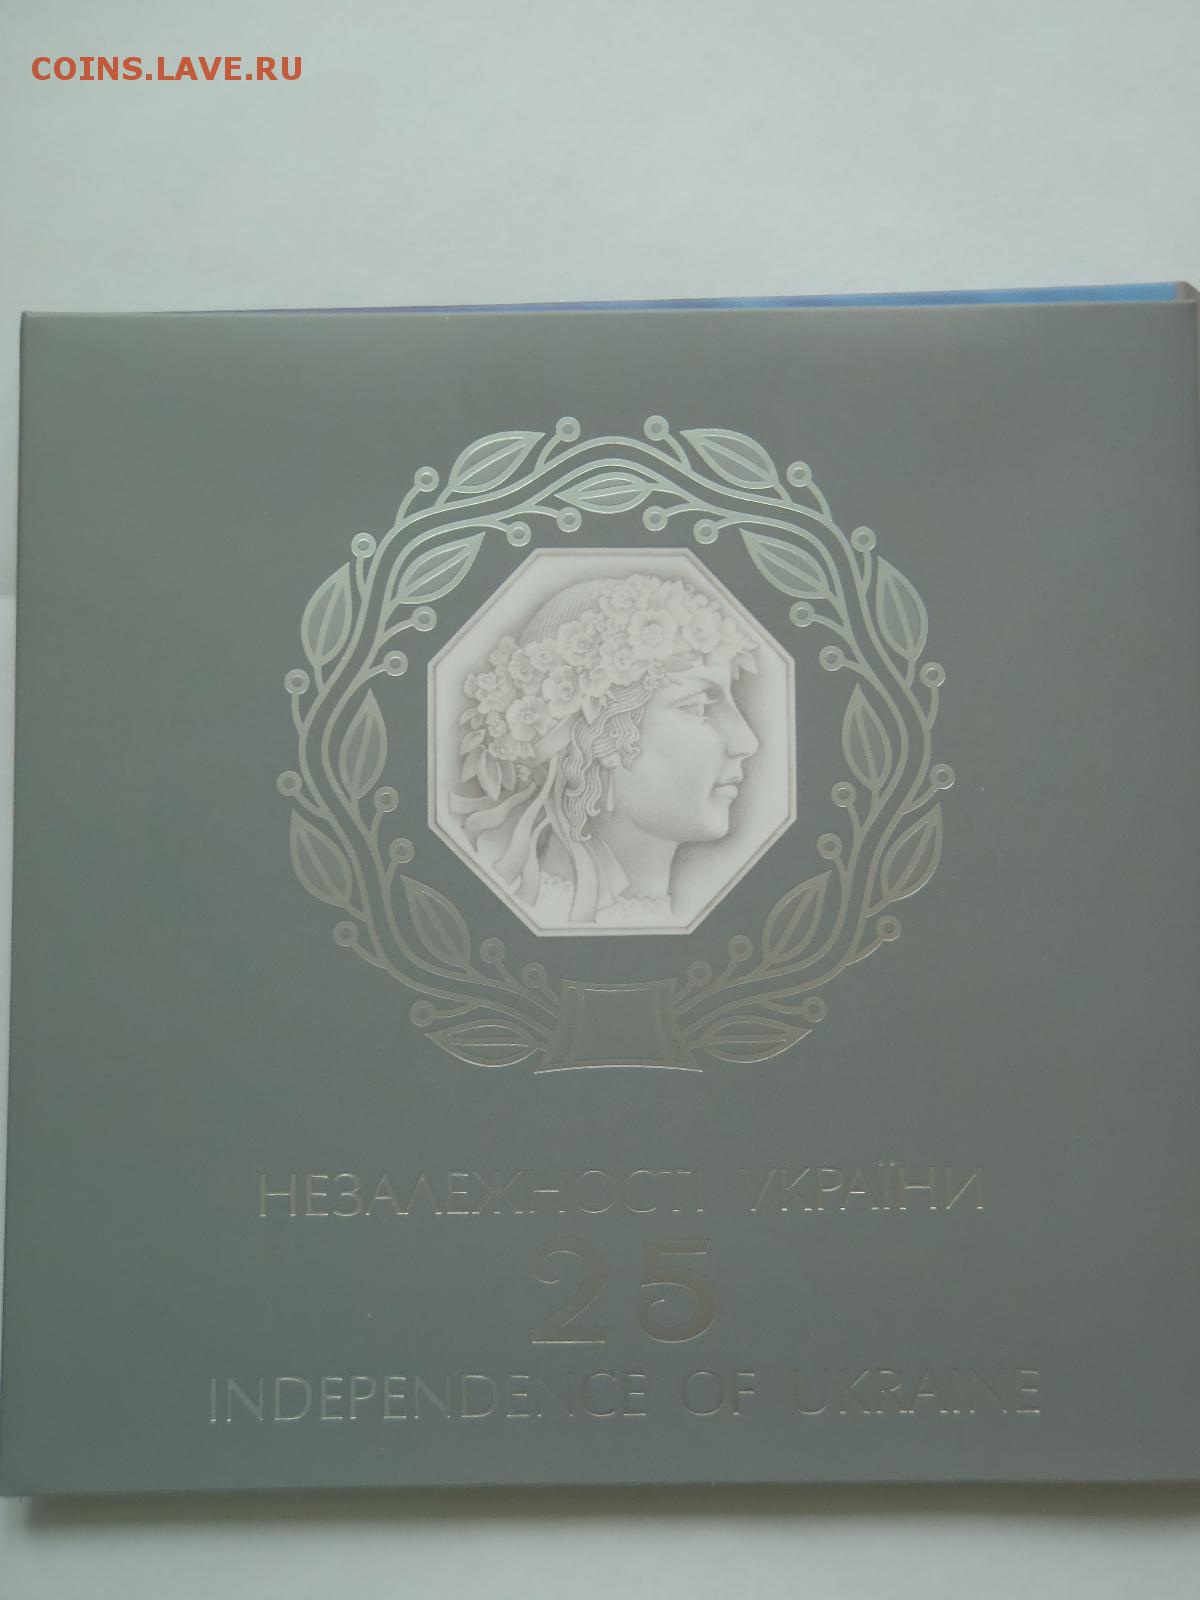 COINS.LAVE.RU
НЕЗАЛЕЖНОСТІ УКРАЇНИ
25
INDEPENDENCE OF UKRAINE